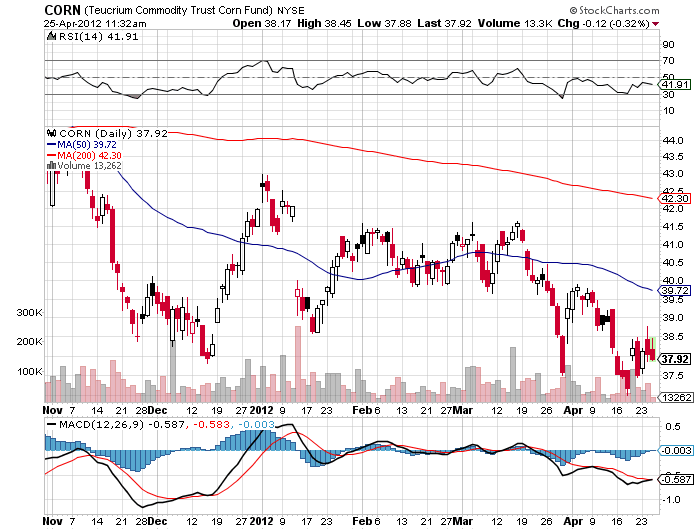 CORN (Teucrium Commodity Trust Corn Fund) NYSE © StockCharts.com
25-Apr-2012 11:32am Open 38.17 High 38.45 Low 37.88 Last 37.92 Volume 13.3K Chg -0.12 (-0.32%)
RSI(14) 41.91
90
70
50
41.91
30
10
CORN (Daily) 37.92
MA(50) 39.72
MA(200) 42.30
Volume 13,262
44.0
43.5
43.0
42.5
42.30
42.0
41.5
41.0
40.5
40.0
39.72
39.5
39.0
38.5
37.92
37.5
13262
300K
200K
100K
Nov 7 14 21 28 Dec 12 19 27 2012 9 17 23 Feb 6 13 21 27 Mar 12 19 26 Apr 9 16 23
MACD(12,26,9) -0.587, -0.583, -0.003
0.5
-0.003
-0.587
-1.0
Nov 7 14 21 28 Dec 12 19 27 2012 9 17 23 Feb 6 13 21 27 Mar 12 19 26 Apr 9 16 23